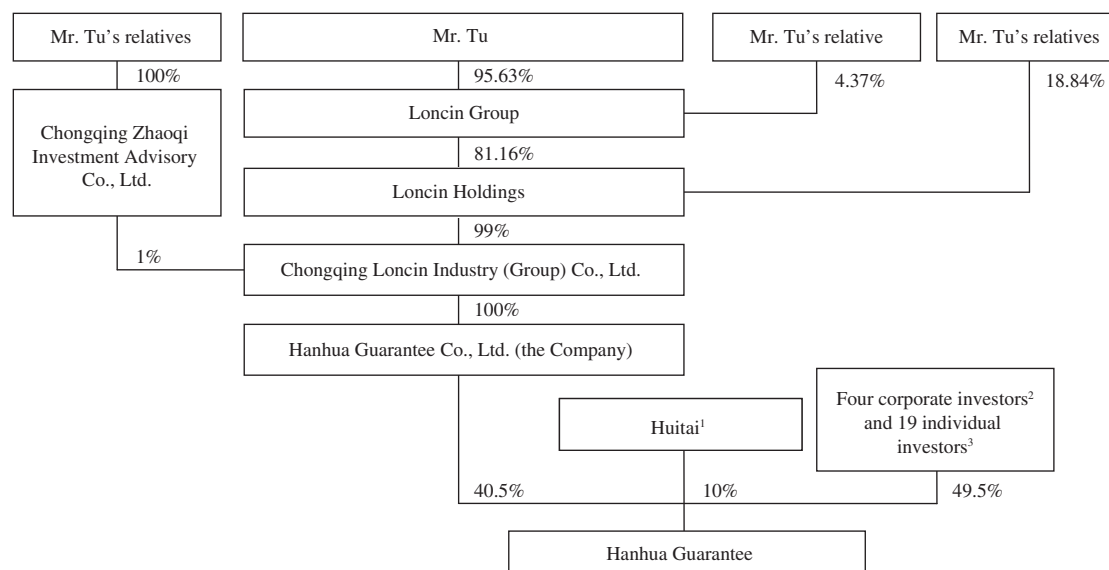 Mr. Tu’s relatives
Mr. Tu
Mr. Tu’s relative
Mr. Tu’s relatives
100%
95.63%
4.37%
18.84%
Chongqing Zhaoqi
Investment Advisory
Co., Ltd.
Loncin Group
81.16%
Loncin Holdings
99%
1%
Chongqing Loncin Industry (Group) Co., Ltd.
100%
Hanhua Guarantee Co., Ltd. (the Company)
Four corporate investors²
and 19 individual
investors³
Huitai¹
40.5%
10%
49.5%
Hanhua Guarantee